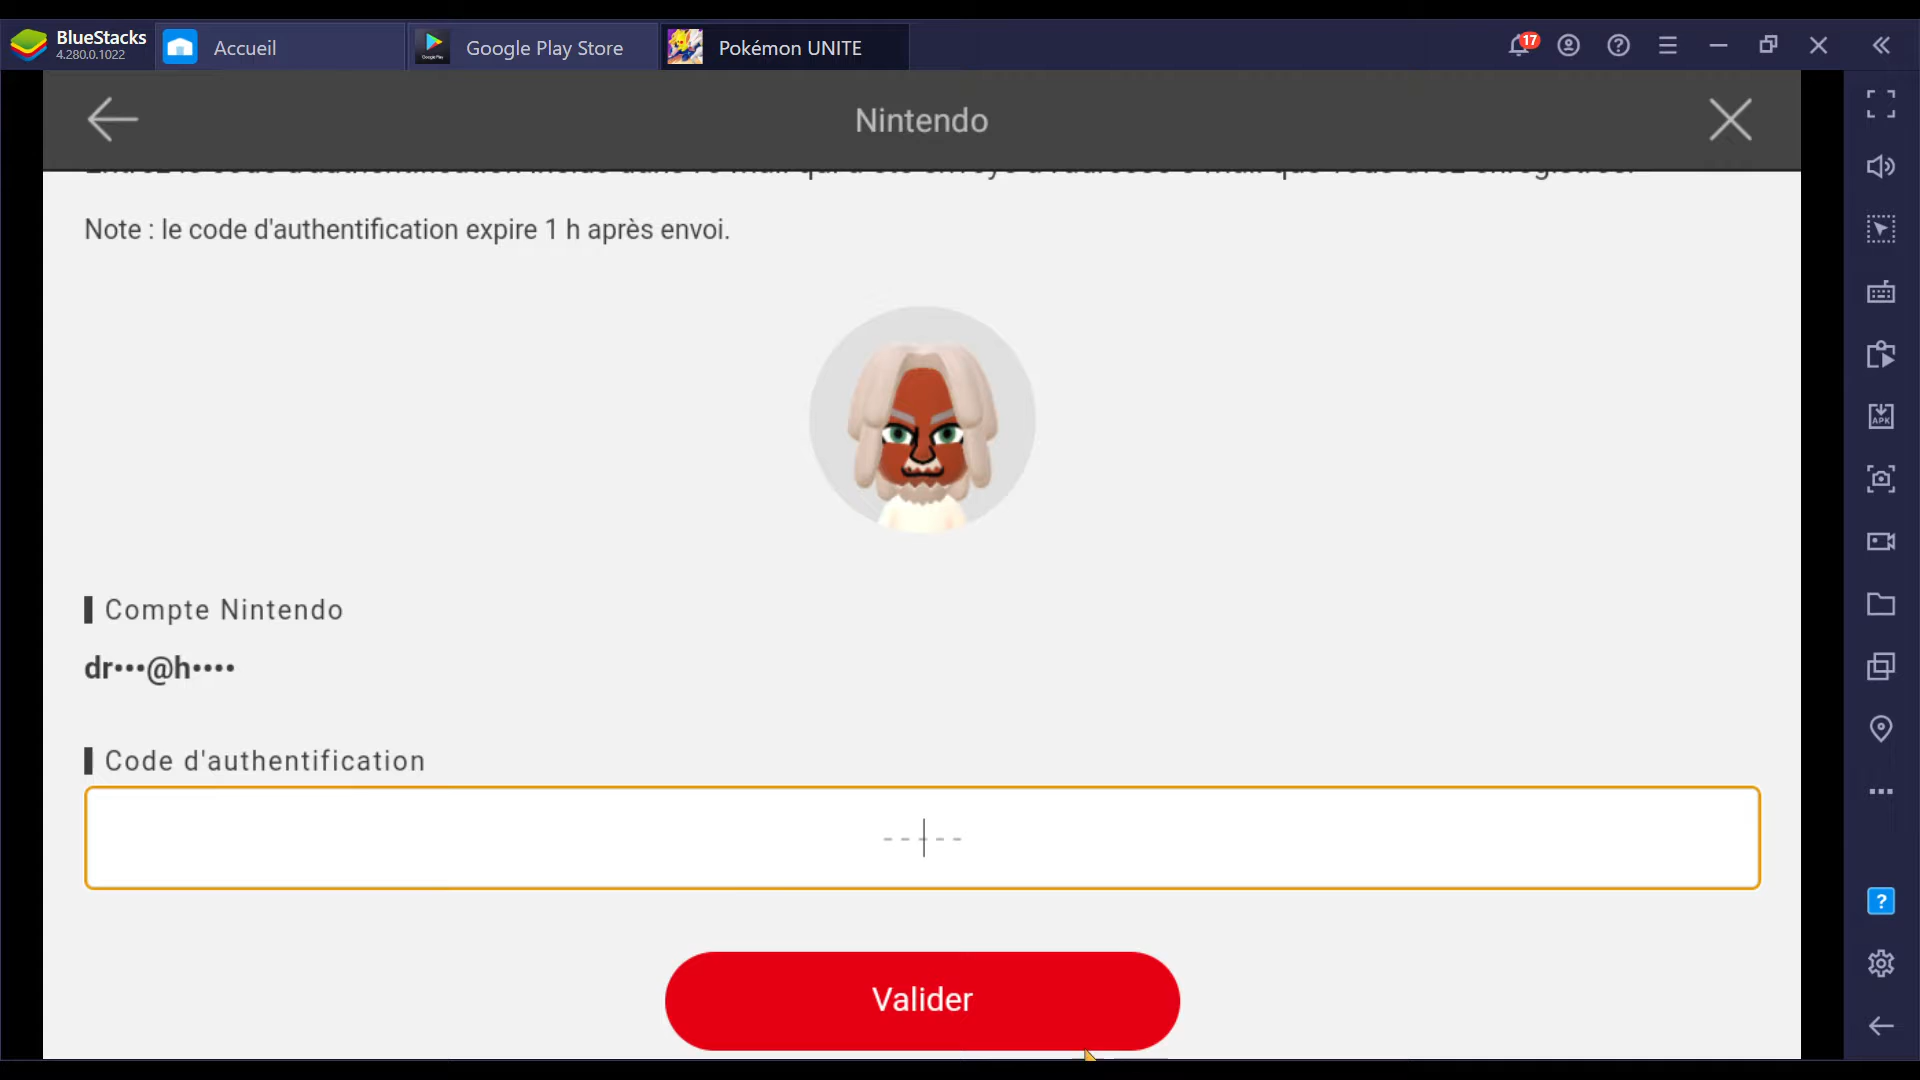 BlueStacks
4.280.0.1022
Accueil
Google Play Store
Pokémon UNITE
17
Nintendo
Note : le code d'authentification expire 1 h après envoi.
Compte Nintendo
dr•••@h••••
Code d'authentification
-----
Valider
APK
?